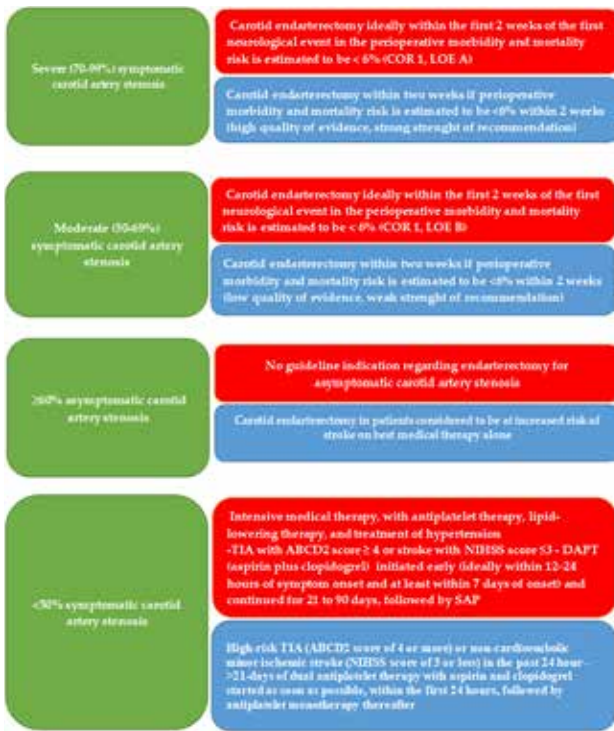 Severe (70-99%) symptomatic
carotid artery stenosis
Carotid endarterectomy ideally within the first 2 weeks of the first
neurological event in the perioperative morbidity and mortality
risk is estimated to be < 6% (COR 1, LOE A)
Carotid endarterectomy within two weeks if perioperative
morbidity and mortality risk is estimated to be <6% within 2 weeks
(high quality of evidence, strong strenght of recommendation)
Moderate (50-69%)
symptomatic carotid artery
stenosis
Carotid endarterectomy ideally within the first 2 weeks of the first
neurological event in the perioperative morbidity and mortality
risk is estimated to be < 6% (COR 1, LOE B)
Carotid endarterectomy within two weeks if perioperative
morbidity and mortality risk is estimated to be <6% within 2 weeks
(low quality of evidence, weak strenght of recommendation)
≥60% asymptomatic carotid
artery stenosis
No guideline indication regarding endarterectomy for
asymptomatic carotid artery stenosis
Carotid endarterectomy in patients considered to be at increased risk of
stroke on best medical therapy alone
<50% symptomatic carotid
artery stenosis
Intensive medical therapy, with antiplatelet therapy, lipid-
lowering therapy, and treatment of hypertension
-TIA with ABCD2 score ≥ 4 or stroke with NIHSS score ≤3 - DAPT
(aspirin plus clopidogrel) initiated early (ideally within 12-24
hours of symptom onset and at least within 7 days of onset) and
continued for 21 to 90 days, followed by SAP
High risk TIA (ABCD2 score of 4 or more) or non-cardioembolic
minor ischemic stroke (NIHSS score of 3 or less) in the past 24 hour--
>21-days of dual antiplatelet therapy with aspirin and clopidogrel
started as soon as possible, within the first 24 hours, followed by
antiplatelet monotherapy thereafter